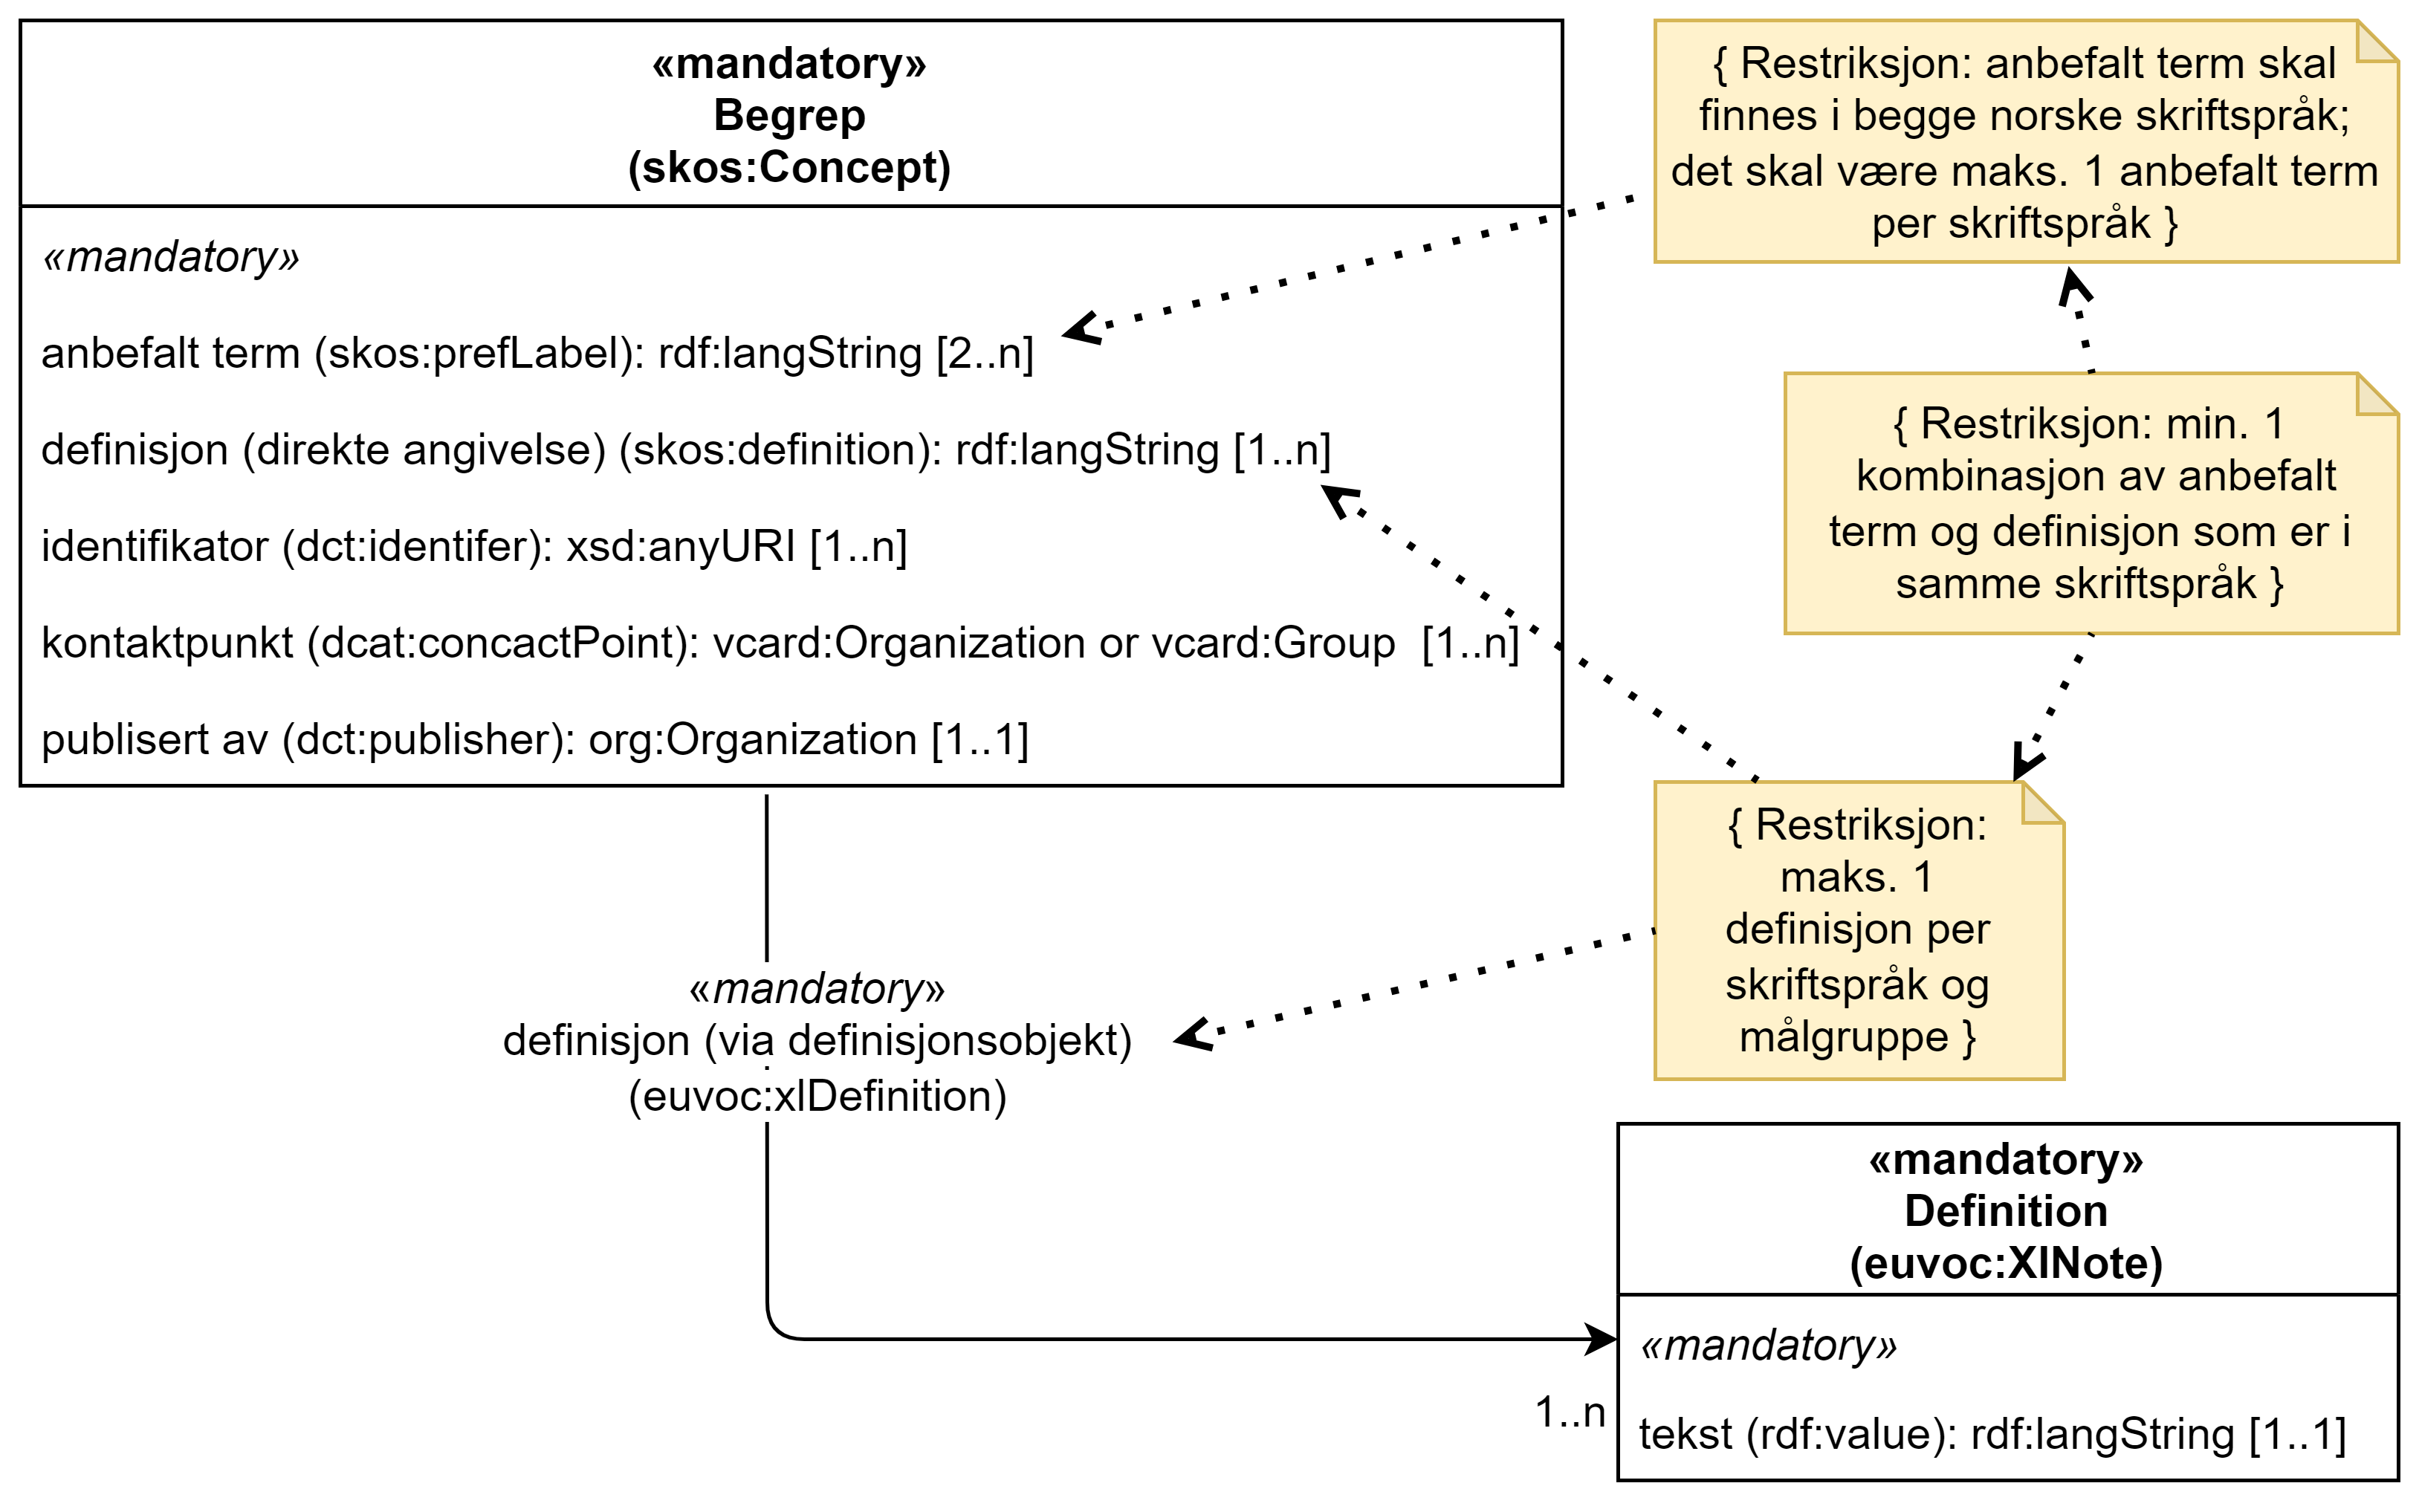 «mandatory»
Begrep
(skos:Concept)
«mandatory»
anbefalt term (skos:prefLabel): rdf:langString [2..n]
definisjon (direkte angivelse) (skos:definition): rdf:langString [1..n]
identifikator (dct:identifer): xsd:anyURI [1..n]
kontaktpunkt (dcat:concactPoint): vcard:Organization or vcard:Group [1..n]
publisert av (dct:publisher): org:Organization [1..1]
{ Restriksjon: anbefalt term skal
finnes i begge norske skriftspråk;
det skal være maks. 1 anbefalt term
per skriftspråk }
{ Restriksjon: min. 1
kombinasjon av anbefalt
term og definisjon som er i
samme skriftspråk }
{ Restriksjon:
maks. 1
definisjon per
skriftspråk og
målgruppe }
«mandatory»
definisjon (via definisjonsobjekt)
(euvoc:xlDefinition)
1..n
«mandatory»
Definition
(euvoc:XlNote)
«mandatory»
tekst (rdf:value): rdf:langString [1..1]